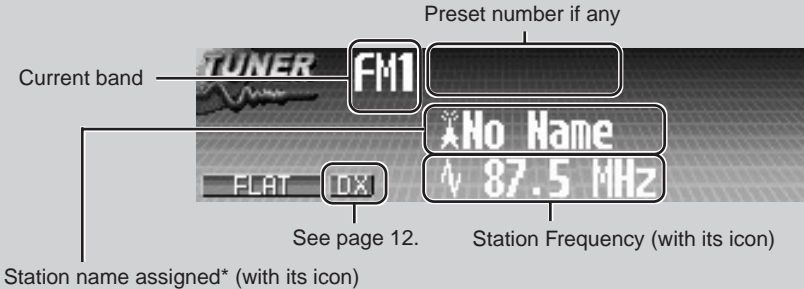 Preset number if any
Current band
TUNER
FM1
No Name
FLAT DX 87.5 MHz
See page 12.
Station Frequency (with its icon)
Station name assigned* (with its icon)